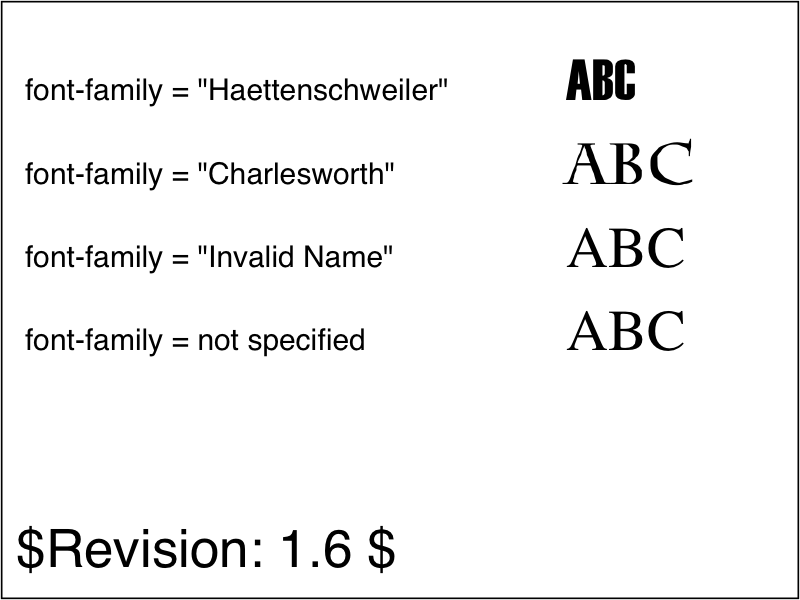 font-family = "Haettenschweiler" ABC
font-family = "Charlesworth" ABC
font-family = "Invalid Name" ABC
font-family = not specified ABC
$Revision: 1.6 $